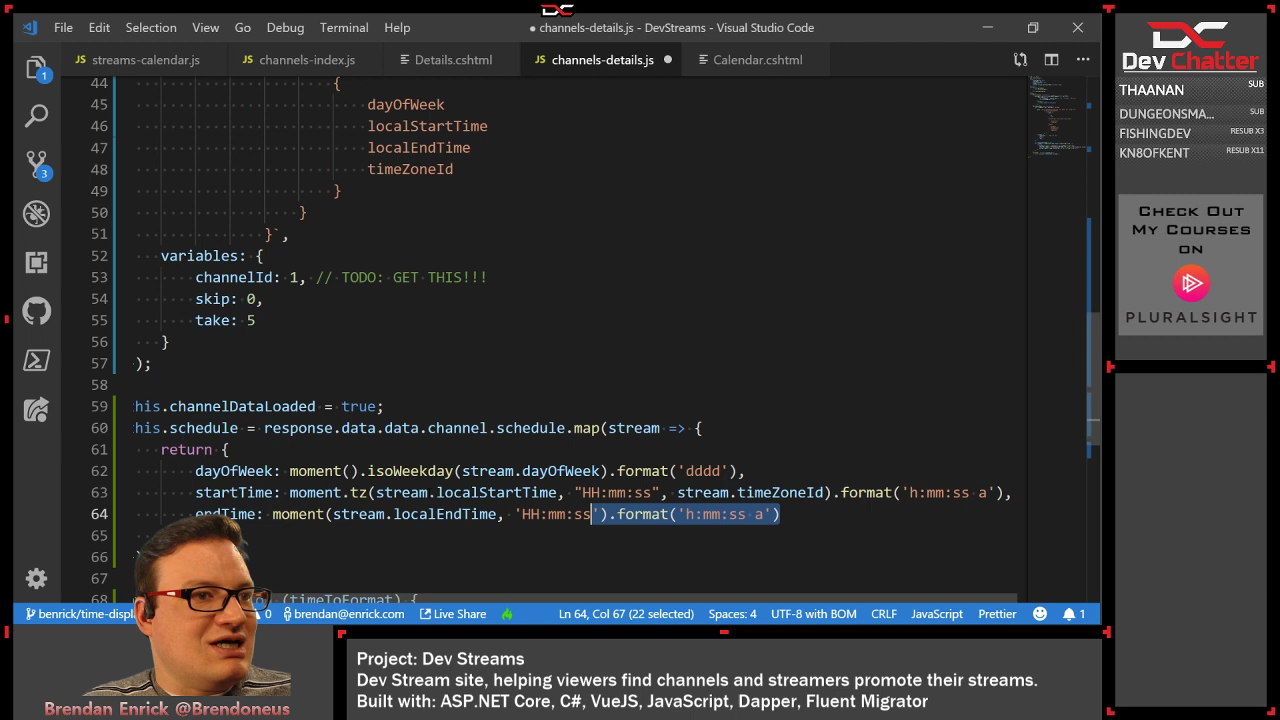 DC
File Edit Selection View Go Debug Terminal Help
● channels-details.js - DevStreams - Visual Studio Code
JS streams-calendar.js
JS channels-index.js
Details.cshtml
JS channels-details.js ●
Calendar.cshtml
44 {
45 dayOfWeek
46 localStartTime
47 localEndTime
48 timeZoneId
49 }
50 }
51 }`,
52 variables: {
53 channelId: 1, // TODO: GET THIS!!!
54 skip: 0,
55 take: 5
56 }
57 );
58
59 his.channelDataLoaded = true;
60 his.schedule = response.data.data.channel.schedule.map(stream => {
61 return {
62 dayOfWeek: moment().isoWeekday(stream.dayOfWeek).format('dddd'),
63 startTime: moment.tz(stream.localStartTime, "HH:mm:ss", stream.timeZoneId).format('h:mm:ss a'),
64 endTime: moment(stream.localEndTime, 'HH:mm:ss').format('h:mm:ss a')
65
66
67
68 (timeToFormat) {
1
3
benrick/time-displ
0
brendan@enrick.com
Live Share
Ln 64, Col 67 (22 selected)
Spaces: 4
UTF-8 with BOM
CRLF
JavaScript
Prettier
1
DC
Dev Chatter
THAANAN SUB
DUNGEONSMA... SUB
FISHINGDEV RESUB X3
KN8OFKENT RESUB X11
CHECK OUT
MY COURSES
ON
PLURALSIGHT
Brendan Enrick @Brendoneus
Project: Dev Streams
Dev Stream site, helping viewers find channels and streamers promote their streams.
Built with: ASP.NET Core, C#, VueJS, JavaScript, Dapper, Fluent Migrator